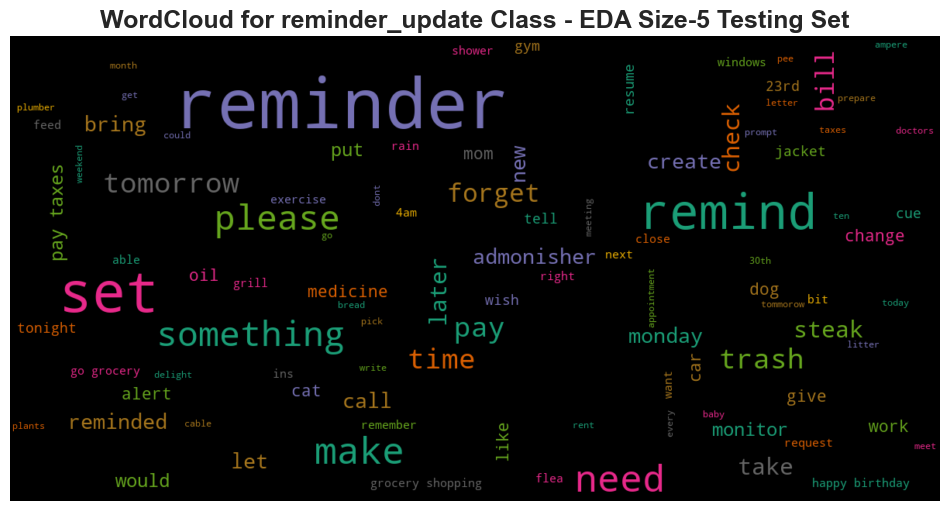 WordCloud for reminder_update Class - EDA Size-5 Testing Set
ampere
shower
gym
windows
pee
month
23rd
resume
bill
get
letter
prepare
plumber
reminder
feed
bring
could
check
prompt
taxes
doctors
put
rain
mom
new
create
jacket
weekend
tomorrow
forget
pay taxes
exercise
dont
4am
please
tell
meeting
remind
ten
cue
go
close
change
able
admonisher
next
right
30th
oil
grill
set
medicine
later
wish
appointment
dog
tommorow
bit
today
bread
tonight
something
pick
pay
monday
steak
litter
time
trash
car
go grocery
delight
ins
write
want
alert
cat
call
give
plants
reminded
cable
remember
like
rent
every
baby
monitor
work
request
meet
let
make
take
would
grocery shopping
flea
need
happy birthday